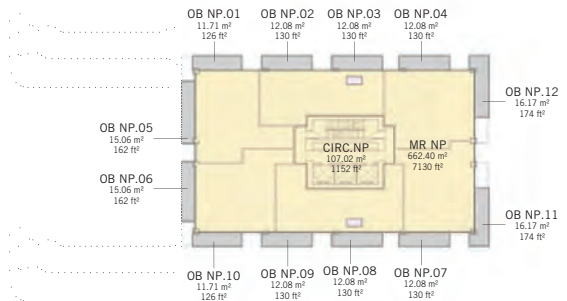 OB NP.01
11.71 m²
126 ft²
OB NP.02
12.08 m²
130 ft²
OB NP.03
12.08 m²
130 ft²
OB NP.04
12.08 m²
130 ft²
OB NP.12
16.17 m²
174 ft²
OB NP.05
15.06 m²
162 ft²
CIRC.NP
107.02 m²
1152 ft²
MR NP
662.40 m²
7130 ft²
OB NP.06
15.06 m²
162 ft²
OB NP.11
16.17 m²
174 ft²
OB NP.10
11.71 m²
126 ft²
OB NP.09
12.08 m²
130 ft²
OB NP.08
12.08 m²
130 ft²
OB NP.07
12.08 m²
130 ft²